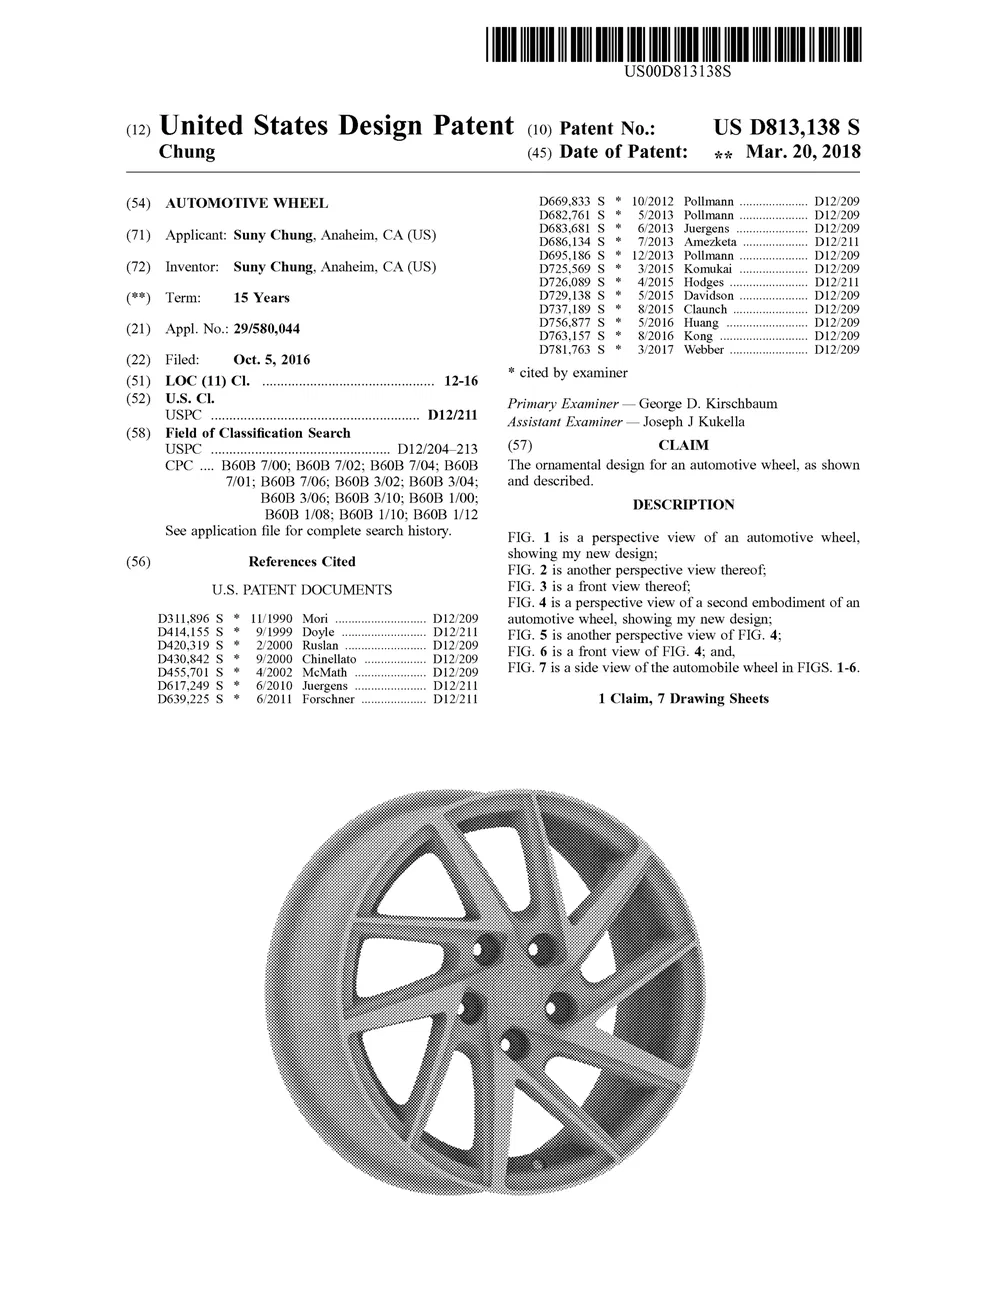 US00D813138S
(12) United States Design Patent
Chung
(10) Patent No.: US D813,138 S
(45) Date of Patent: ** Mar. 20, 2018
(54) AUTOMOTIVE WHEEL
(71) Applicant: Suny Chung, Anaheim, CA (US)
(72) Inventor: Suny Chung, Anaheim, CA (US)
(**) Term: 15 Years
(21) Appl. No.: 29/580,044
(22) Filed: Oct. 5, 2016
(51) LOC (11) Cl. ............................................... 12-16
(52) U.S. Cl.
USPC ......................................................... D12/211
(58) Field of Classification Search
USPC ................................................. D12/204–213
CPC .... B60B 7/00; B60B 7/02; B60B 7/04; B60B
7/01; B60B 7/06; B60B 3/02; B60B 3/04;
B60B 3/06; B60B 3/10; B60B 1/00;
B60B 1/08; B60B 1/10; B60B 1/12
See application file for complete search history.
(56) References Cited
U.S. PATENT DOCUMENTS
D311,896 S * 11/1990 Mori ............................ D12/209
D414,155 S * 9/1999 Doyle .......................... D12/211
D420,319 S * 2/2000 Ruslan ......................... D12/209
D430,842 S * 9/2000 Chinellato ................... D12/209
D455,701 S * 4/2002 McMath ...................... D12/209
D617,249 S * 6/2010 Juergens ...................... D12/211
D639,225 S * 6/2011 Forschner .................... D12/211
D669,833 S * 10/2012 Pollmann ..................... D12/209
D682,761 S * 5/2013 Pollmann ..................... D12/209
D683,681 S * 6/2013 Juergens ...................... D12/209
D686,134 S * 7/2013 Amezketa .................... D12/211
D695,186 S * 12/2013 Pollmann ..................... D12/209
D725,569 S * 3/2015 Komukai ..................... D12/209
D726,089 S * 4/2015 Hodges ........................ D12/211
D729,138 S * 5/2015 Davidson ..................... D12/209
D737,189 S * 8/2015 Claunch ....................... D12/209
D756,877 S * 5/2016 Huang ......................... D12/209
D763,157 S * 8/2016 Kong ........................... D12/209
D781,763 S * 3/2017 Webber ........................ D12/209
* cited by examiner
Primary Examiner — George D. Kirschbaum
Assistant Examiner — Joseph J Kukella
(57) CLAIM
The ornamental design for an automotive wheel, as shown
and described.
DESCRIPTION
FIG. 1 is a perspective view of an automotive wheel,
showing my new design;
FIG. 2 is another perspective view thereof;
FIG. 3 is a front view thereof;
FIG. 4 is a perspective view of a second embodiment of an
automotive wheel, showing my new design;
FIG. 5 is another perspective view of FIG. 4;
FIG. 6 is a front view of FIG. 4; and,
FIG. 7 is a side view of the automobile wheel in FIGS. 1-6.
1 Claim, 7 Drawing Sheets